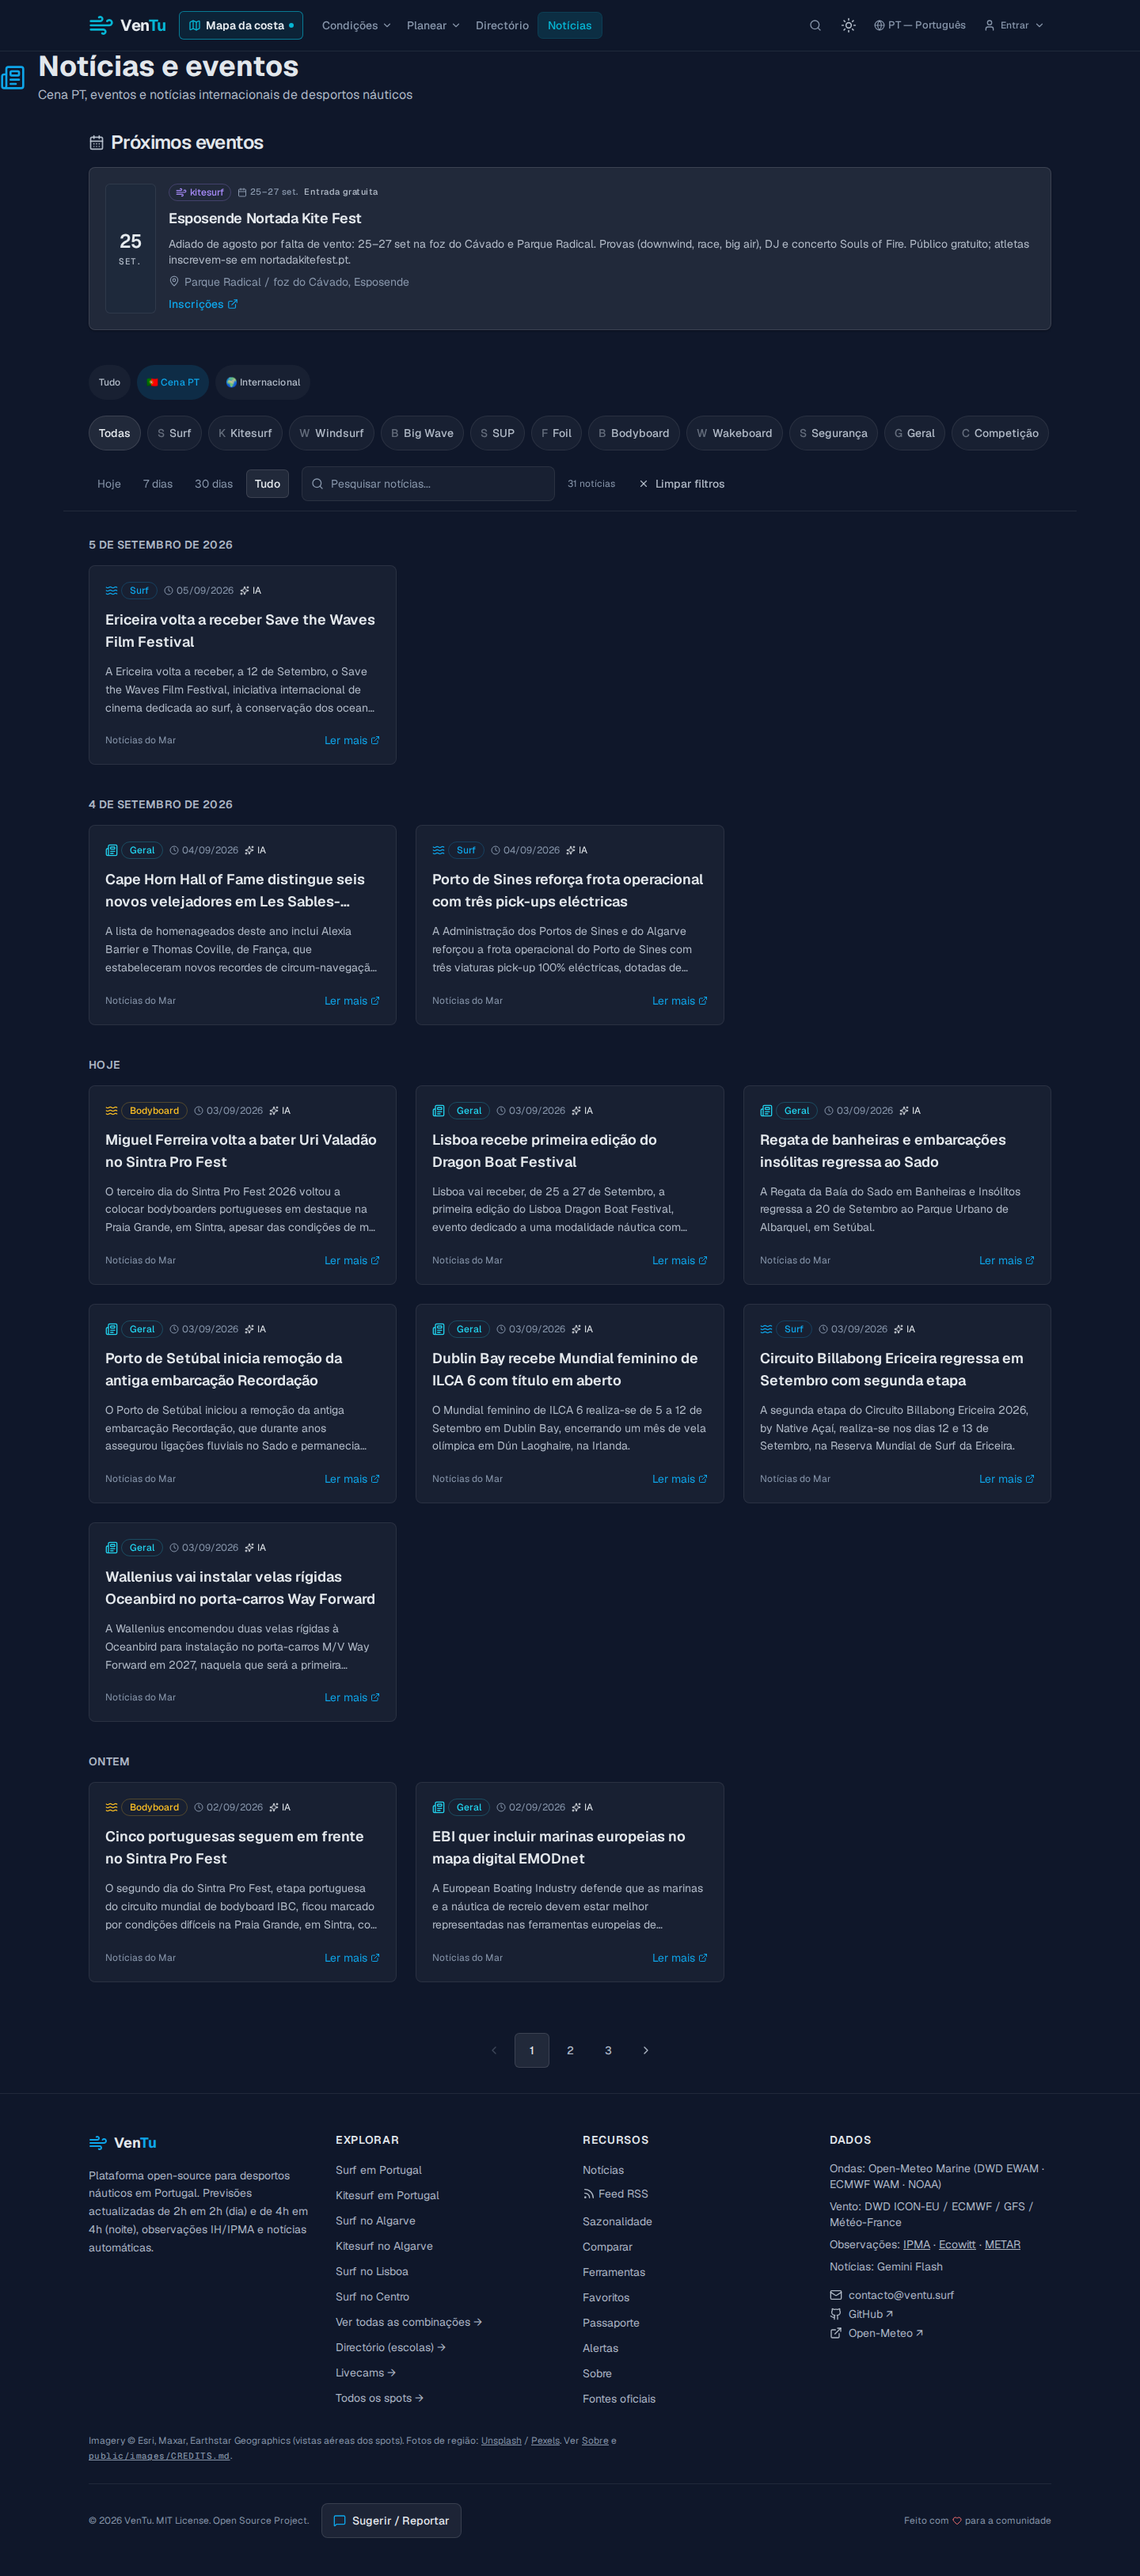 VenTu
Mapa da costa
Condições
Planear
Directório
Notícias
PT — Português
Entrar
Notícias e eventos
Cena PT, eventos e notícias internacionais de desportos náuticos
Próximos eventos
25
SET.
kitesurf 25–27 set. Entrada gratuita
Esposende Nortada Kite Fest
Adiado de agosto por falta de vento: 25–27 set na foz do Cávado e Parque Radical. Provas (downwind, race, big air), DJ e concerto Souls of Fire. Público gratuito; atletas
inscrevem-se em nortadakitefest.pt.
Parque Radical / foz do Cávado, Esposende
Inscrições
Tudo
🇵🇹 Cena PT
🌍 Internacional
Todas
S Surf
K Kitesurf
W Windsurf
B Big Wave
S SUP
F Foil
B Bodyboard
W Wakeboard
S Segurança
G Geral
C Competição
Hoje
7 dias
30 dias
Tudo
Pesquisar notícias...
31 notícias
Limpar filtros
5 DE SETEMBRO DE 2026
Surf 05/09/2026 IA
Ericeira volta a receber Save the Waves
Film Festival
A Ericeira volta a receber, a 12 de Setembro, o Save
the Waves Film Festival, iniciativa internacional de
cinema dedicada ao surf, à conservação dos ocean…
Notícias do Mar
Ler mais
4 DE SETEMBRO DE 2026
Geral 04/09/2026 IA
Cape Horn Hall of Fame distingue seis
novos velejadores em Les Sables-…
A lista de homenageados deste ano inclui Alexia
Barrier e Thomas Coville, de França, que
estabeleceram novos recordes de circum-navegaçã…
Notícias do Mar
Ler mais
Surf 04/09/2026 IA
Porto de Sines reforça frota operacional
com três pick-ups eléctricas
A Administração dos Portos de Sines e do Algarve
reforçou a frota operacional do Porto de Sines com
três viaturas pick-up 100% eléctricas, dotadas de…
Notícias do Mar
Ler mais
HOJE
Bodyboard 03/09/2026 IA
Miguel Ferreira volta a bater Uri Valadão
no Sintra Pro Fest
O terceiro dia do Sintra Pro Fest 2026 voltou a
colocar bodyboarders portugueses em destaque na
Praia Grande, em Sintra, apesar das condições de m…
Notícias do Mar
Ler mais
Geral 03/09/2026 IA
Lisboa recebe primeira edição do
Dragon Boat Festival
Lisboa vai receber, de 25 a 27 de Setembro, a
primeira edição do Lisboa Dragon Boat Festival,
evento dedicado a uma modalidade náutica com…
Notícias do Mar
Ler mais
Geral 03/09/2026 IA
Regata de banheiras e embarcações
insólitas regressa ao Sado
A Regata da Baía do Sado em Banheiras e Insólitos
regressa a 20 de Setembro ao Parque Urbano de
Albarquel, em Setúbal.
Notícias do Mar
Ler mais
Geral 03/09/2026 IA
Porto de Setúbal inicia remoção da
antiga embarcação Recordação
O Porto de Setúbal iniciou a remoção da antiga
embarcação Recordação, que durante anos
assegurou ligações fluviais no Sado e permanecia…
Notícias do Mar
Ler mais
Geral 03/09/2026 IA
Dublin Bay recebe Mundial feminino de
ILCA 6 com título em aberto
O Mundial feminino de ILCA 6 realiza-se de 5 a 12 de
Setembro em Dublin Bay, encerrando um mês de vela
olímpica em Dún Laoghaire, na Irlanda.
Notícias do Mar
Ler mais
Surf 03/09/2026 IA
Circuito Billabong Ericeira regressa em
Setembro com segunda etapa
A segunda etapa do Circuito Billabong Ericeira 2026,
by Native Açaí, realiza-se nos dias 12 e 13 de
Setembro, na Reserva Mundial de Surf da Ericeira.
Notícias do Mar
Ler mais
Geral 03/09/2026 IA
Wallenius vai instalar velas rígidas
Oceanbird no porta-carros Way Forward
A Wallenius encomendou duas velas rígidas à
Oceanbird para instalação no porta-carros M/V Way
Forward em 2027, naquela que será a primeira…
Notícias do Mar
Ler mais
ONTEM
Bodyboard 02/09/2026 IA
Cinco portuguesas seguem em frente
no Sintra Pro Fest
O segundo dia do Sintra Pro Fest, etapa portuguesa
do circuito mundial de bodyboard IBC, ficou marcado
por condições difíceis na Praia Grande, em Sintra, co…
Notícias do Mar
Ler mais
Geral 02/09/2026 IA
EBI quer incluir marinas europeias no
mapa digital EMODnet
A European Boating Industry defende que as marinas
e a náutica de recreio devem estar melhor
representadas nas ferramentas europeias de…
Notícias do Mar
Ler mais
1
2
3
VenTu
Plataforma open-source para desportos
náuticos em Portugal. Previsões
actualizadas de 2h em 2h (dia) e de 4h em
4h (noite), observações IH/IPMA e notícias
automáticas.
EXPLORAR
Surf em Portugal
Kitesurf em Portugal
Surf no Algarve
Kitesurf no Algarve
Surf no Lisboa
Surf no Centro
Ver todas as combinações →
Directório (escolas) →
Livecams →
Todos os spots →
RECURSOS
Notícias
Feed RSS
Sazonalidade
Comparar
Ferramentas
Favoritos
Passaporte
Alertas
Sobre
Fontes oficiais
DADOS
Ondas: Open-Meteo Marine (DWD EWAM ·
ECMWF WAM · NOAA)
Vento: DWD ICON-EU / ECMWF / GFS /
Météo-France
Observações: IPMA · Ecowitt · METAR
Notícias: Gemini Flash
contacto@ventu.surf
GitHub ↗
Open-Meteo ↗
Imagery © Esri, Maxar, Earthstar Geographics (vistas aéreas dos spots). Fotos de região: Unsplash / Pexels. Ver Sobre e
public/images/CREDITS.md.
© 2026 VenTu. MIT License. Open Source Project.
Sugerir / Reportar
Feito com ♡ para a comunidade